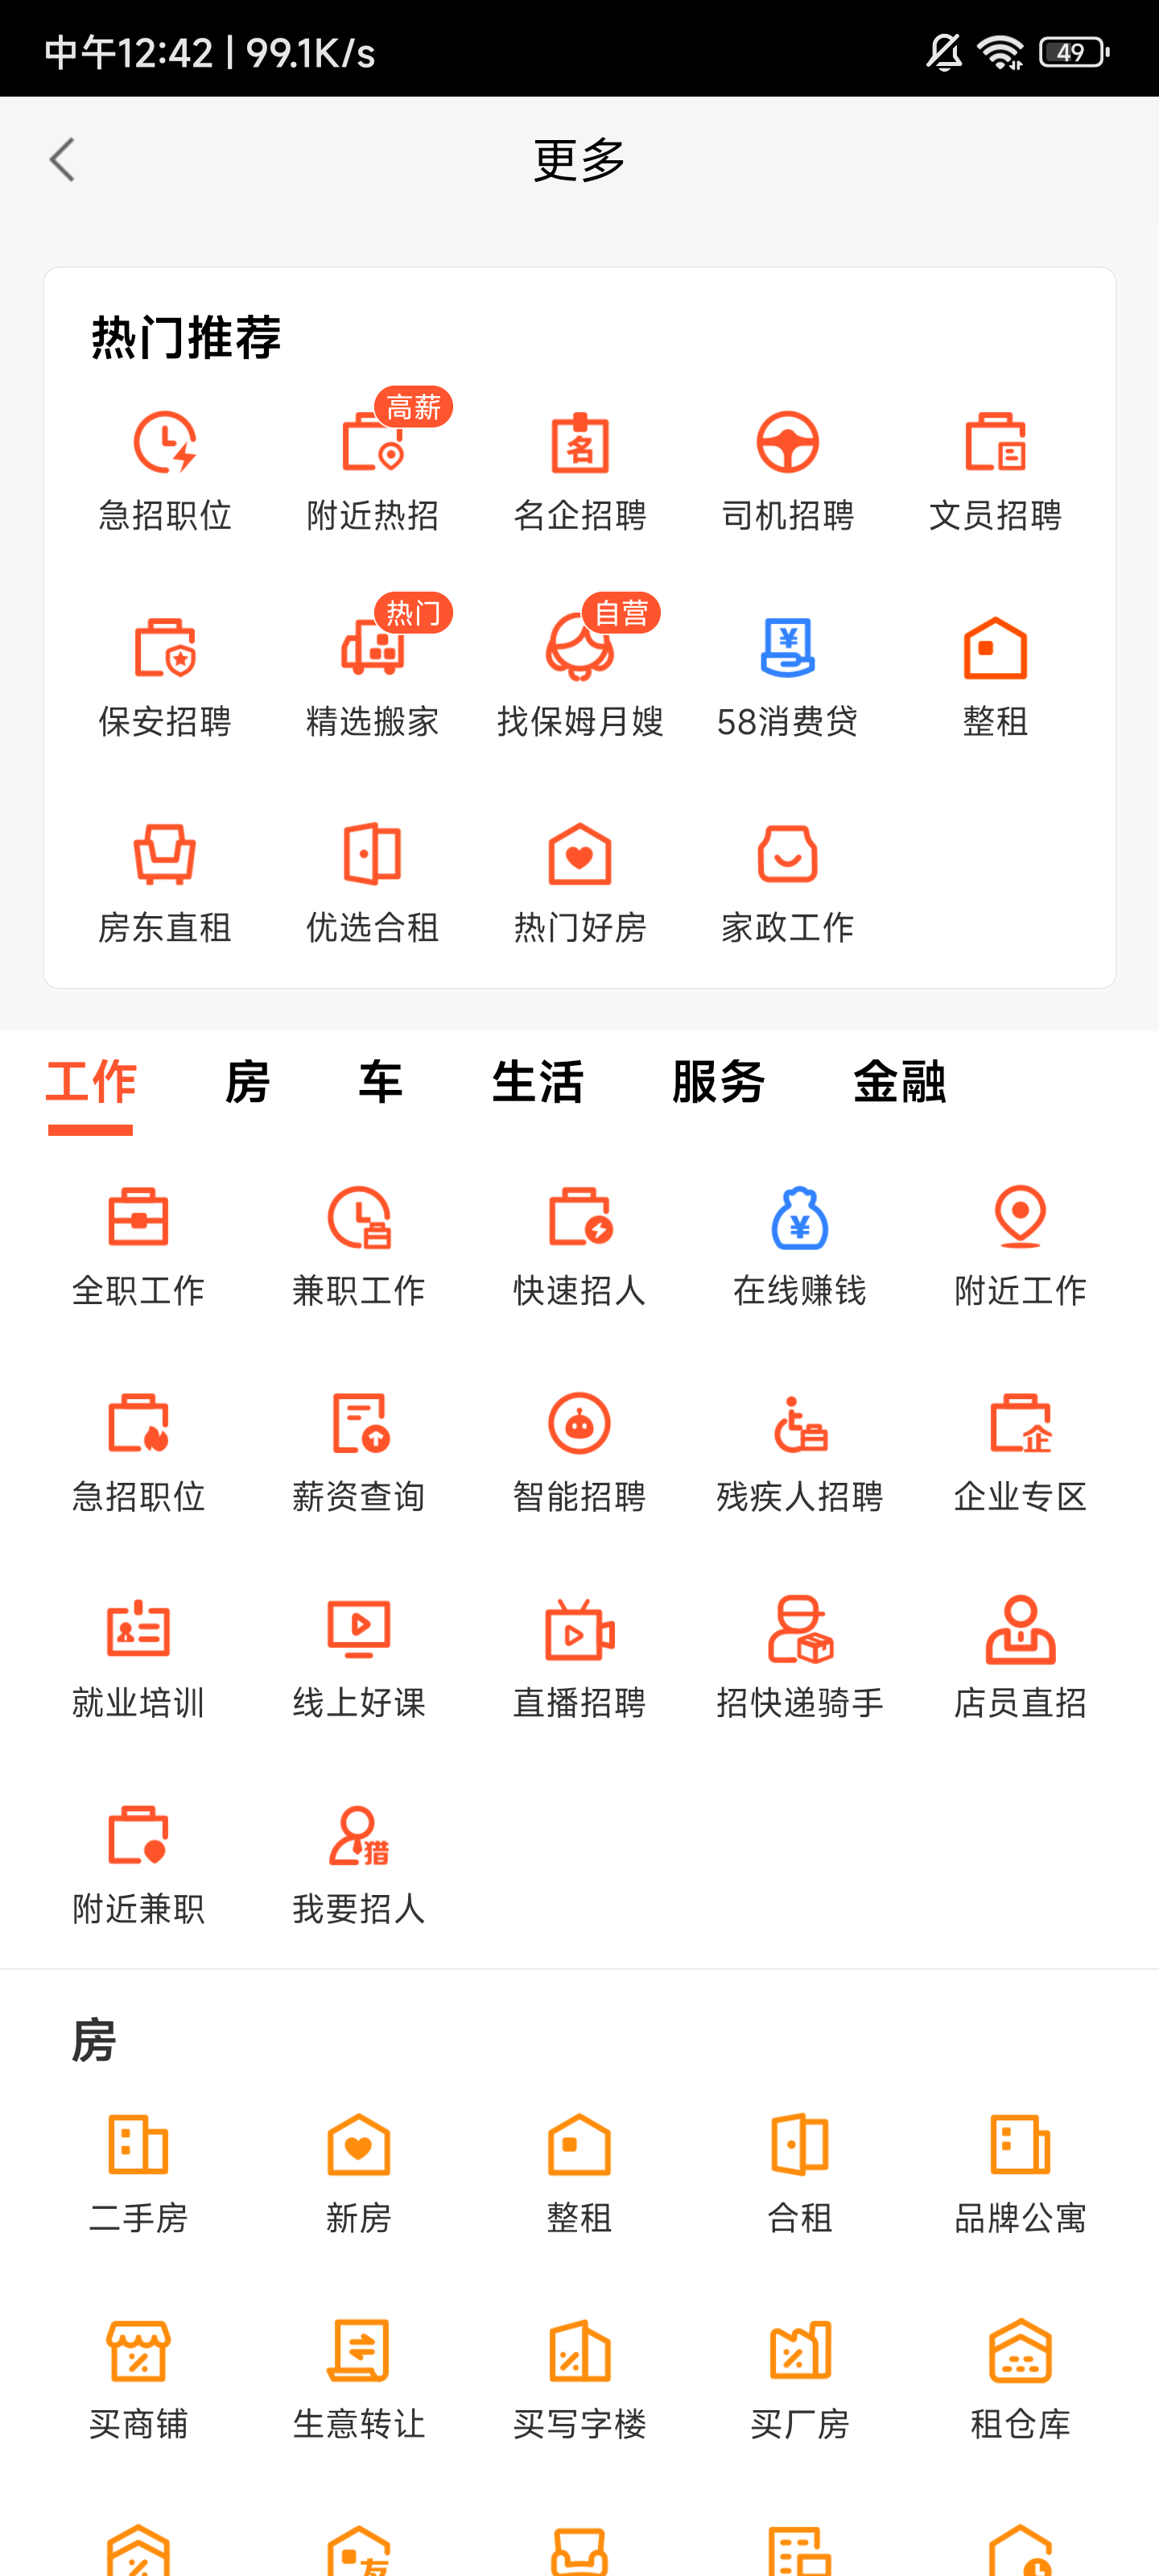 中午12:42 | 99.1K/s
49
更多
热门推荐
高薪
名
急招职位 附近热招 名企招聘 司机招聘 文员招聘
热门 自营
¥
保安招聘 精选搬家 找保姆月嫂 58消费贷 整租
房东直租 优选合租 热门好房 家政工作
工作 房 车 生活 服务 金融
¥
全职工作 兼职工作 快速招人 在线赚钱 附近工作
企
急招职位 薪资查询 智能招聘 残疾人招聘 企业专区
就业培训 线上好课 直播招聘 招快递骑手 店员直招
猎
附近兼职 我要招人
房
二手房 新房 整租 合租 品牌公寓
买商铺 生意转让 买写字楼 买厂房 租仓库